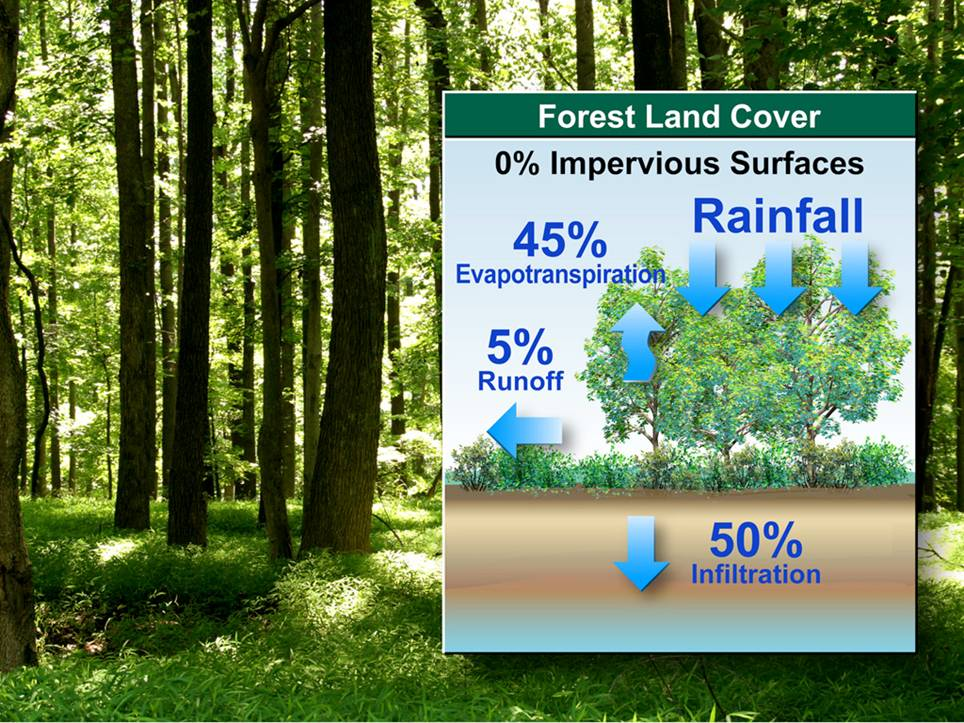 Forest Land Cover
0% Impervious Surfaces
Rainfall
45%
Evapotranspiration
5%
Runoff
50%
Infiltration